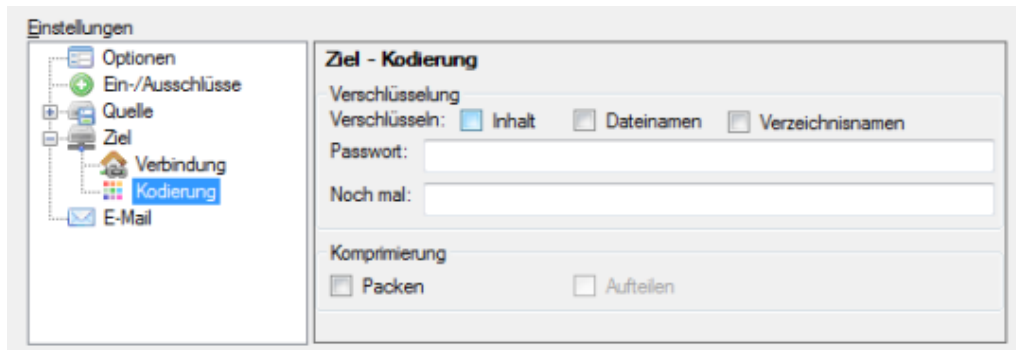 Einstellungen
Optionen
Ein-/Ausschlüsse
Quelle
Ziel
Verbindung
Kodierung
E-Mail
Ziel - Kodierung
Verschlüsselung
Verschlüsseln: Inhalt Dateinamen Verzeichnisnamen
Passwort:
Noch mal:
Komprimierung
Packen Aufteilen